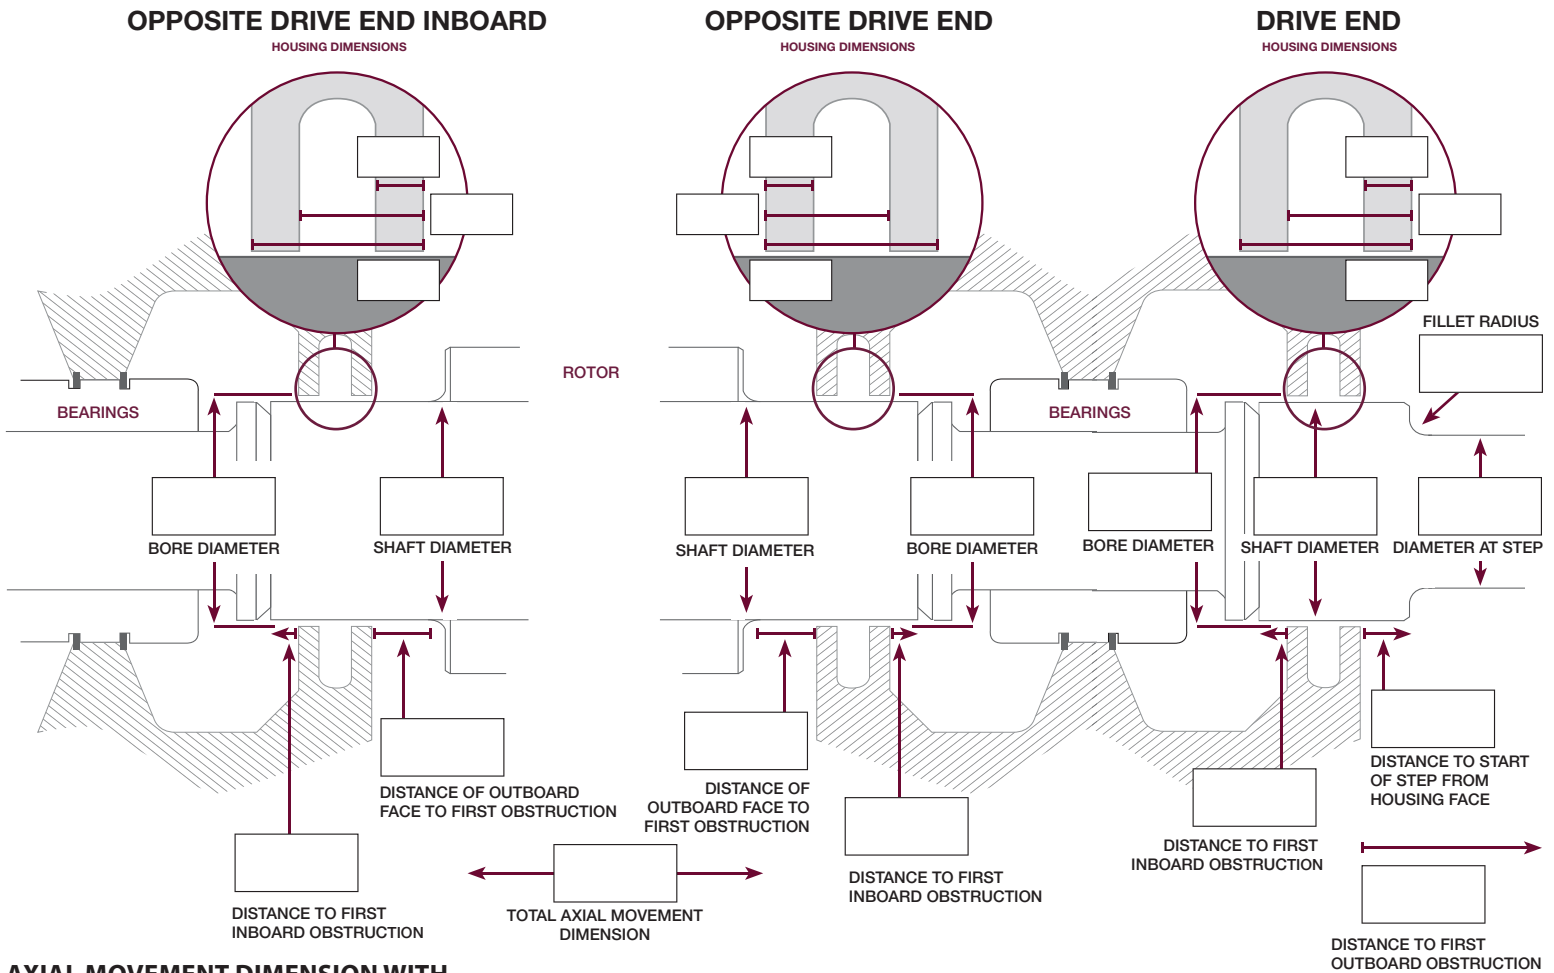 OPPOSITE DRIVE END INBOARD
HOUSING DIMENSIONS
OPPOSITE DRIVE END
HOUSING DIMENSIONS
DRIVE END
HOUSING DIMENSIONS
FILLET RADIUS
ROTOR
BEARINGS
BEARINGS
BORE DIAMETER
SHAFT DIAMETER
SHAFT DIAMETER
BORE DIAMETER
BORE DIAMETER
SHAFT DIAMETER
DIAMETER AT STEP
DISTANCE OF OUTBOARD
FACE TO FIRST OBSTRUCTION
DISTANCE OF
OUTBOARD FACE TO
FIRST OBSTRUCTION
DISTANCE TO START
OF STEP FROM
HOUSING FACE
DISTANCE TO FIRST
INBOARD OBSTRUCTION
TOTAL AXIAL MOVEMENT
DIMENSION
DISTANCE TO FIRST
INBOARD OBSTRUCTION
DISTANCE TO FIRST
INBOARD OBSTRUCTION
DISTANCE TO FIRST
OUTBOARD OBSTRUCTION
AXIAL MOVEMENT DIMENSION WITH